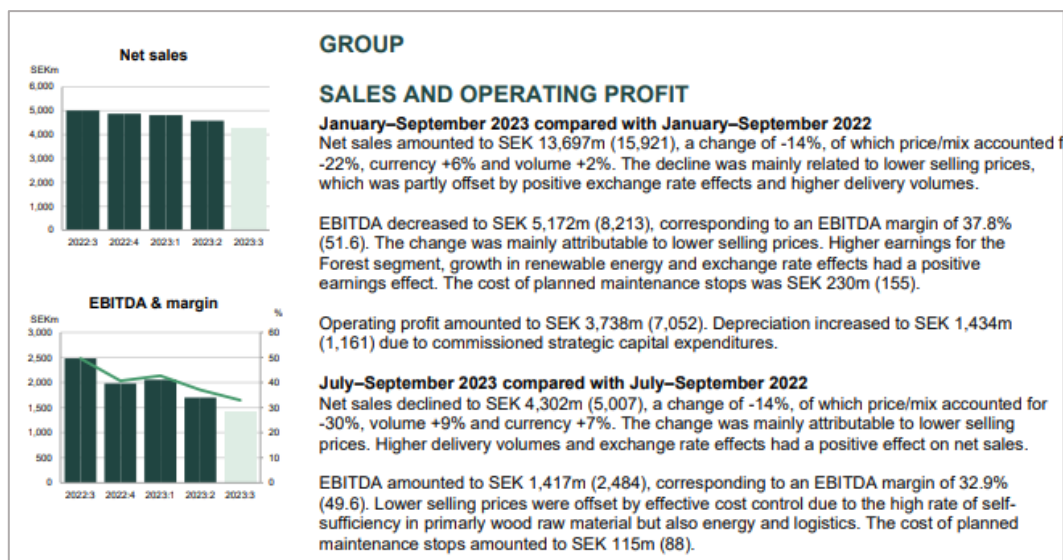 Net sales
SEKm
6,000
5,000
4,000
3,000
2,000
1,000
0
2022:3 2022:4 2023:1 2023:2 2023:3
EBITDA & margin
SEKm %
3,000 60
2,500 50
2,000 40
1,500 30
1,000 20
500 10
0 0
2022:3 2022:4 2023:1 2023:2 2023:3
GROUP
SALES AND OPERATING PROFIT
January–September 2023 compared with January–September 2022
Net sales amounted to SEK 13,697m (15,921), a change of -14%, of which price/mix accounted f
-22%, currency +6% and volume +2%. The decline was mainly related to lower selling prices,
which was partly offset by positive exchange rate effects and higher delivery volumes.
EBITDA decreased to SEK 5,172m (8,213), corresponding to an EBITDA margin of 37.8%
(51.6). The change was mainly attributable to lower selling prices. Higher earnings for the
Forest segment, growth in renewable energy and exchange rate effects had a positive
earnings effect. The cost of planned maintenance stops was SEK 230m (155).
Operating profit amounted to SEK 3,738m (7,052). Depreciation increased to SEK 1,434m
(1,161) due to commissioned strategic capital expenditures.
July–September 2023 compared with July–September 2022
Net sales declined to SEK 4,302m (5,007), a change of -14%, of which price/mix accounted for
-30%, volume +9% and currency +7%. The change was mainly attributable to lower selling
prices. Higher delivery volumes and exchange rate effects had a positive effect on net sales.
EBITDA amounted to SEK 1,417m (2,484), corresponding to an EBITDA margin of 32.9%
(49.6). Lower selling prices were offset by effective cost control due to the high rate of self-
sufficiency in primarly wood raw material but also energy and logistics. The cost of planned
maintenance stops amounted to SEK 115m (88).